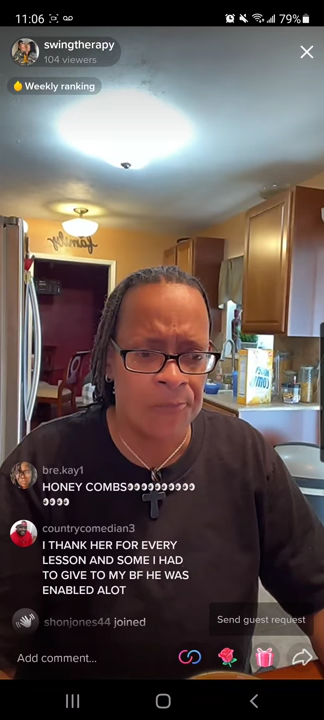 11:06
79%
swingtherapy
104 viewers
Weekly ranking
family
HONEY
COMB
bre.kay1
HONEY COMBS👀👀👀👀👀👀👀👀👀👀
👀👀👀👀
countrycomedian3
I THANK HER FOR EVERY
LESSON AND SOME I HAD
TO GIVE TO MY BF HE WAS
ENABLED ALOT
shonjones44 joined
Send guest request
Add comment...